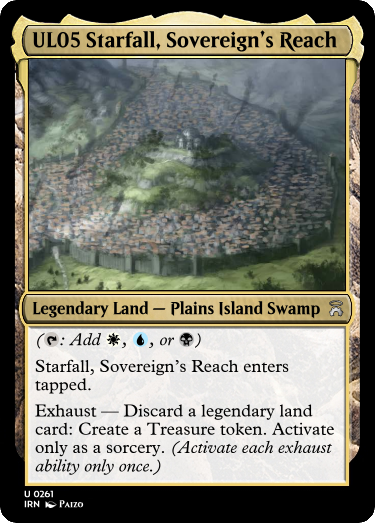 UL05 Starfall, Sovereign's Reach
Legendary Land — Plains Island Swamp
(: Add , , or )
Starfall, Sovereign's Reach enters
tapped.
Exhaust — Discard a legendary land
card: Create a Treasure token. Activate
only as a sorcery. (Activate each exhaust
ability only once.)
U 0261
IRN Paizo